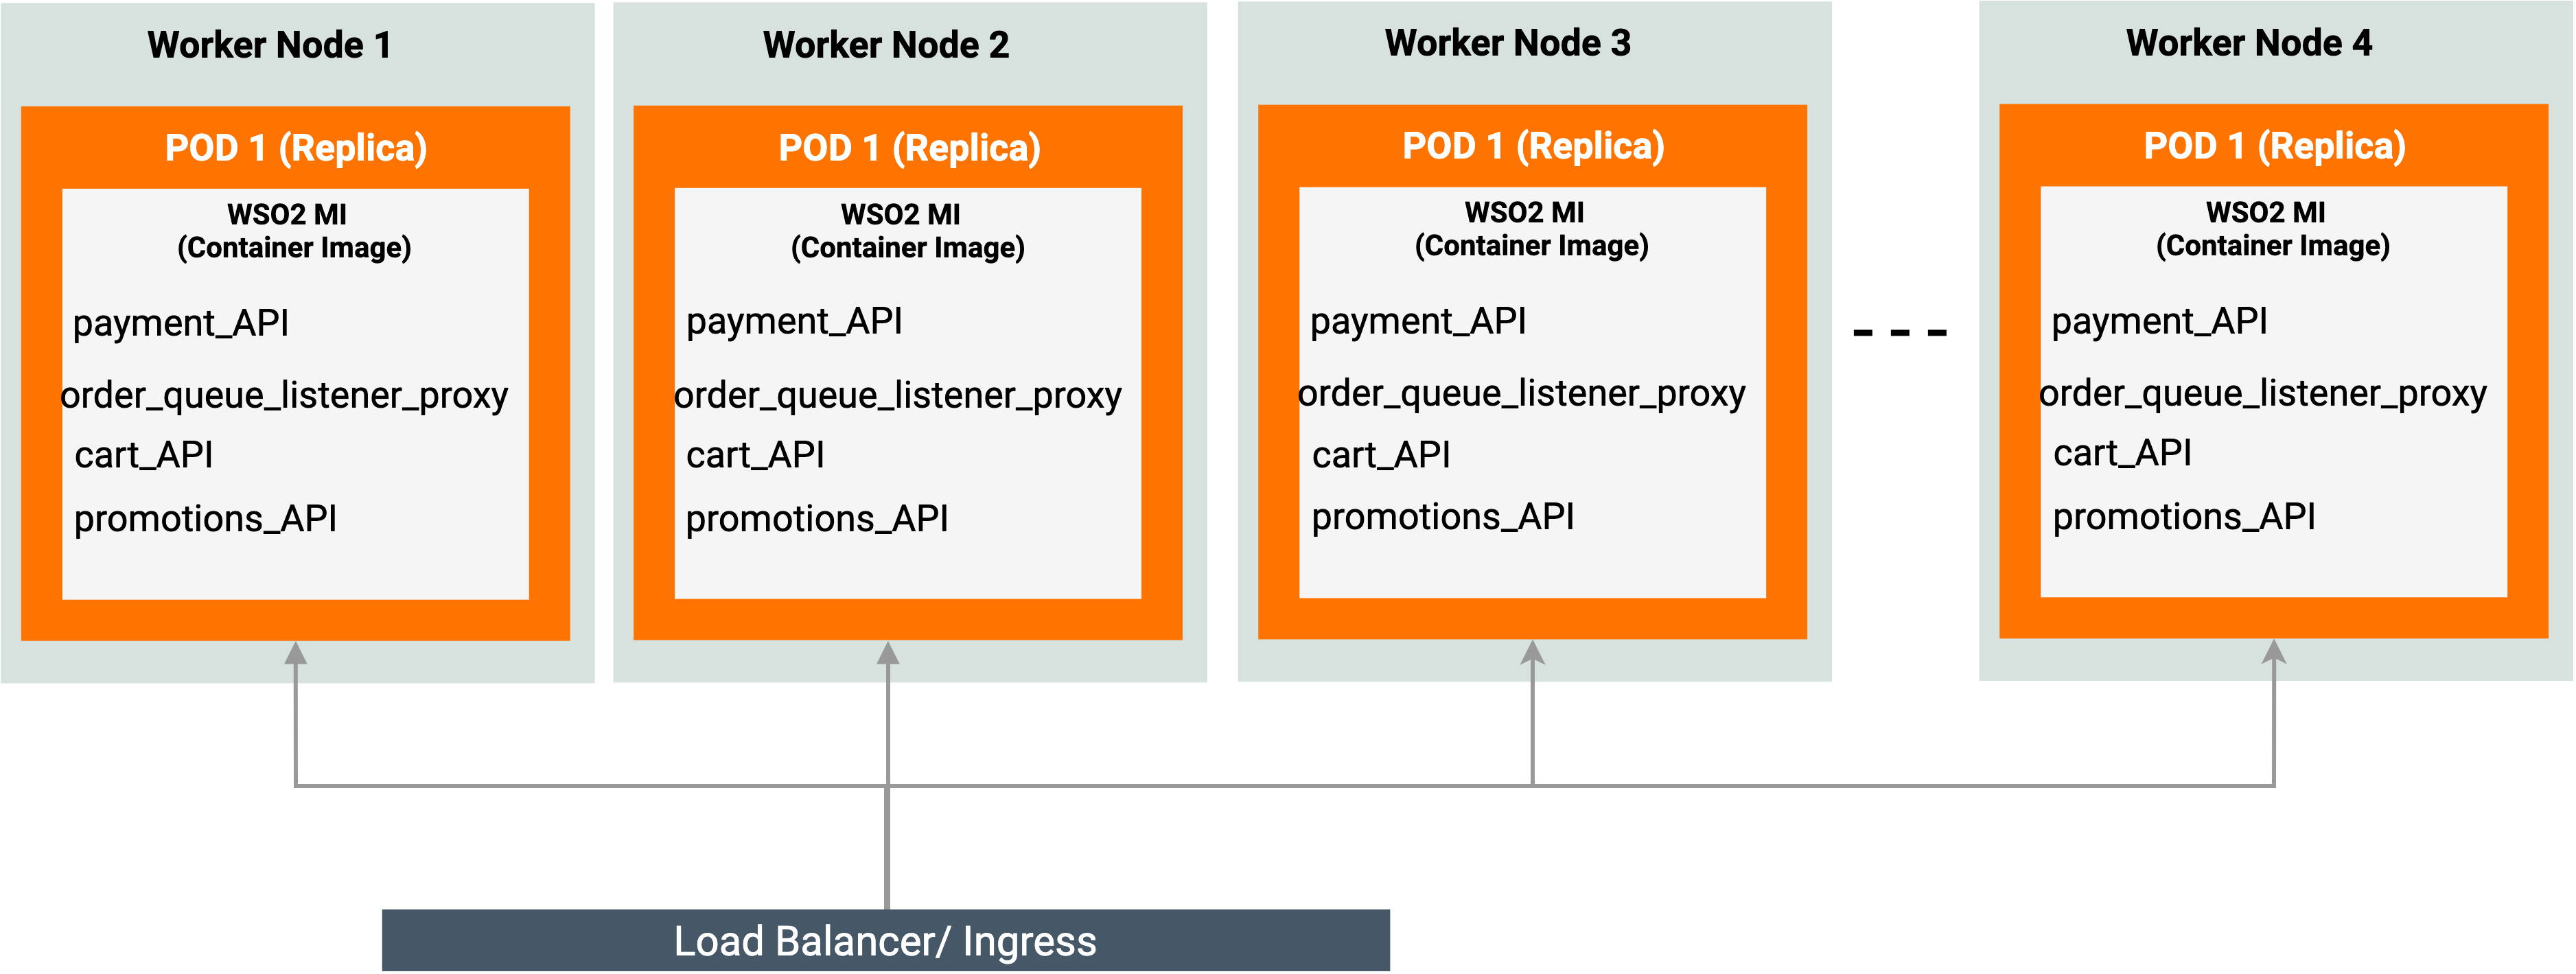 Worker Node 1
POD 1 (Replica)
WSO2 MI
(Container Image)
payment_API
order_queue_listener_proxy
cart_API
promotions_API
Worker Node 2
POD 1 (Replica)
WSO2 MI
(Container Image)
payment_API
order_queue_listener_proxy
cart_API
promotions_API
Worker Node 3
POD 1 (Replica)
WSO2 MI
(Container Image)
payment_API
order_queue_listener_proxy
cart_API
promotions_API
Worker Node 4
POD 1 (Replica)
WSO2 MI
(Container Image)
payment_API
order_queue_listener_proxy
cart_API
promotions_API
Load Balancer/ Ingress